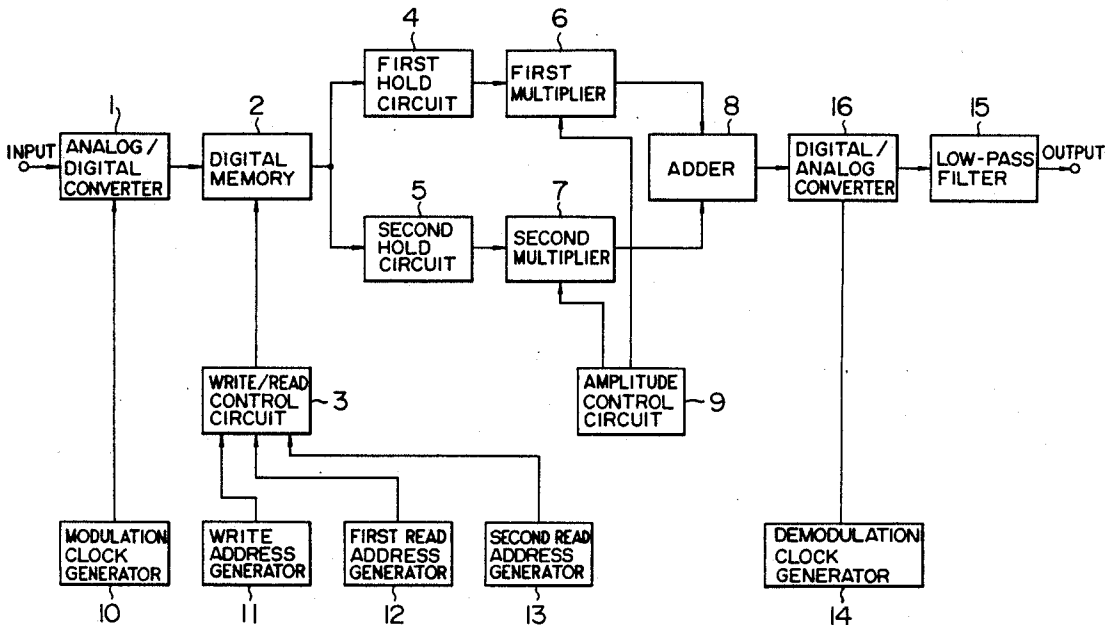 4
FIRST
HOLD
CIRCUIT
6
FIRST
MULTIPLIER
1
ANALOG /
DIGITAL
CONVERTER
2
DIGITAL
MEMORY
8
ADDER
16
DIGITAL /
ANALOG
CONVERTER
15
LOW-PASS
FILTER
INPUT
OUTPUT
5
SECOND
HOLD
CIRCUIT
7
SECOND
MULTIPLIER
WRITE/READ
CONTROL
CIRCUIT
3
AMPLITUDE
CONTROL
CIRCUIT
9
MODULATION
CLOCK
GENERATOR
10
WRITE
ADDRESS
GENERATOR
11
FIRST READ
ADDRESS
GENERATOR
12
SECOND READ
ADDRESS
GENERATOR
13
DEMODULATION
CLOCK
GENERATOR
14